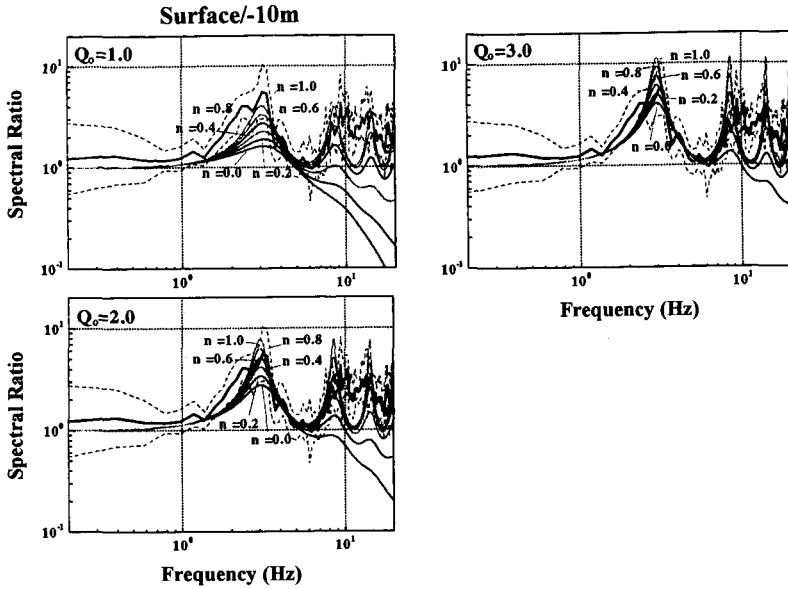 Surface/-10m
Qₒ=1.0
10¹
10⁰
10⁻¹
10⁰
10¹
Spectral Ratio
n =1.0
n =0.8
n =0.6
n =0.4
n =0.0
n =0.2
Qₒ=3.0
10¹
10⁰
10⁻¹
10⁰
10¹
n =1.0
n =0.8
n =0.6
n =0.4
n =0.2
n =0.0
Frequency (Hz)
Qₒ=2.0
10¹
10⁰
10⁻¹
10⁰
10¹
Spectral Ratio
n =1.0
n =0.8
n =0.6
n =0.4
n =0.2
n =0.0
Frequency (Hz)